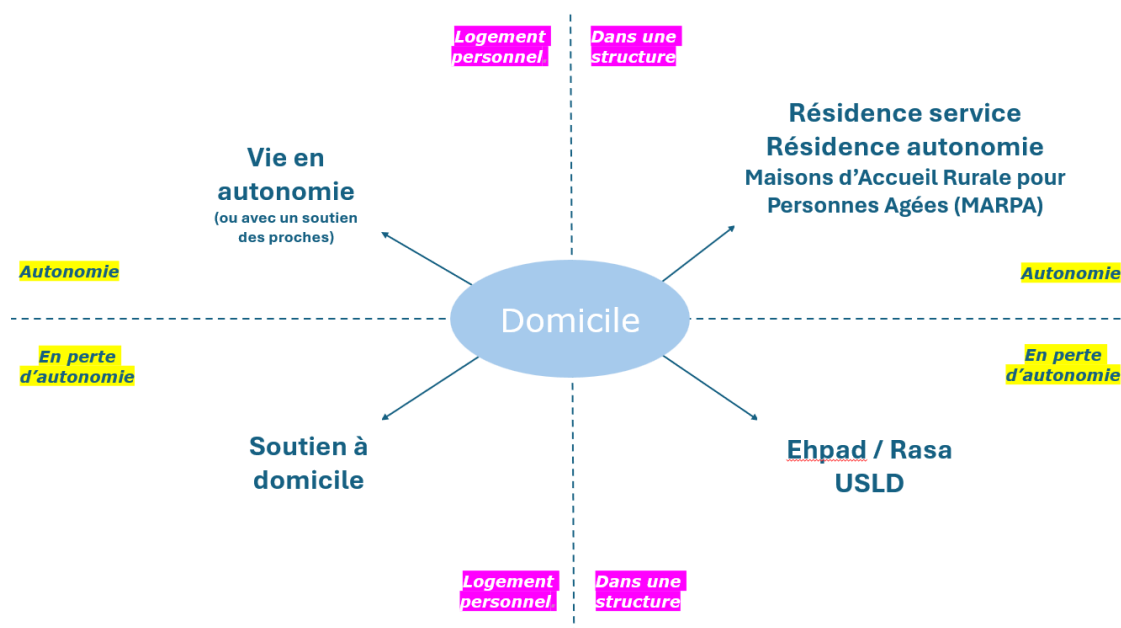 Logement
personnel.
Dans une
structure
Résidence service
Résidence autonomie
Maisons d’Accueil Rurale pour
Personnes Agées (MARPA)
Vie en
autonomie
(ou avec un soutien
des proches)
Autonomie
Autonomie
Domicile
En perte
d’autonomie
En perte
d’autonomie
Soutien à
domicile
Ehpad / Rasa
USLD
Logement
personnel.
Dans une
structure